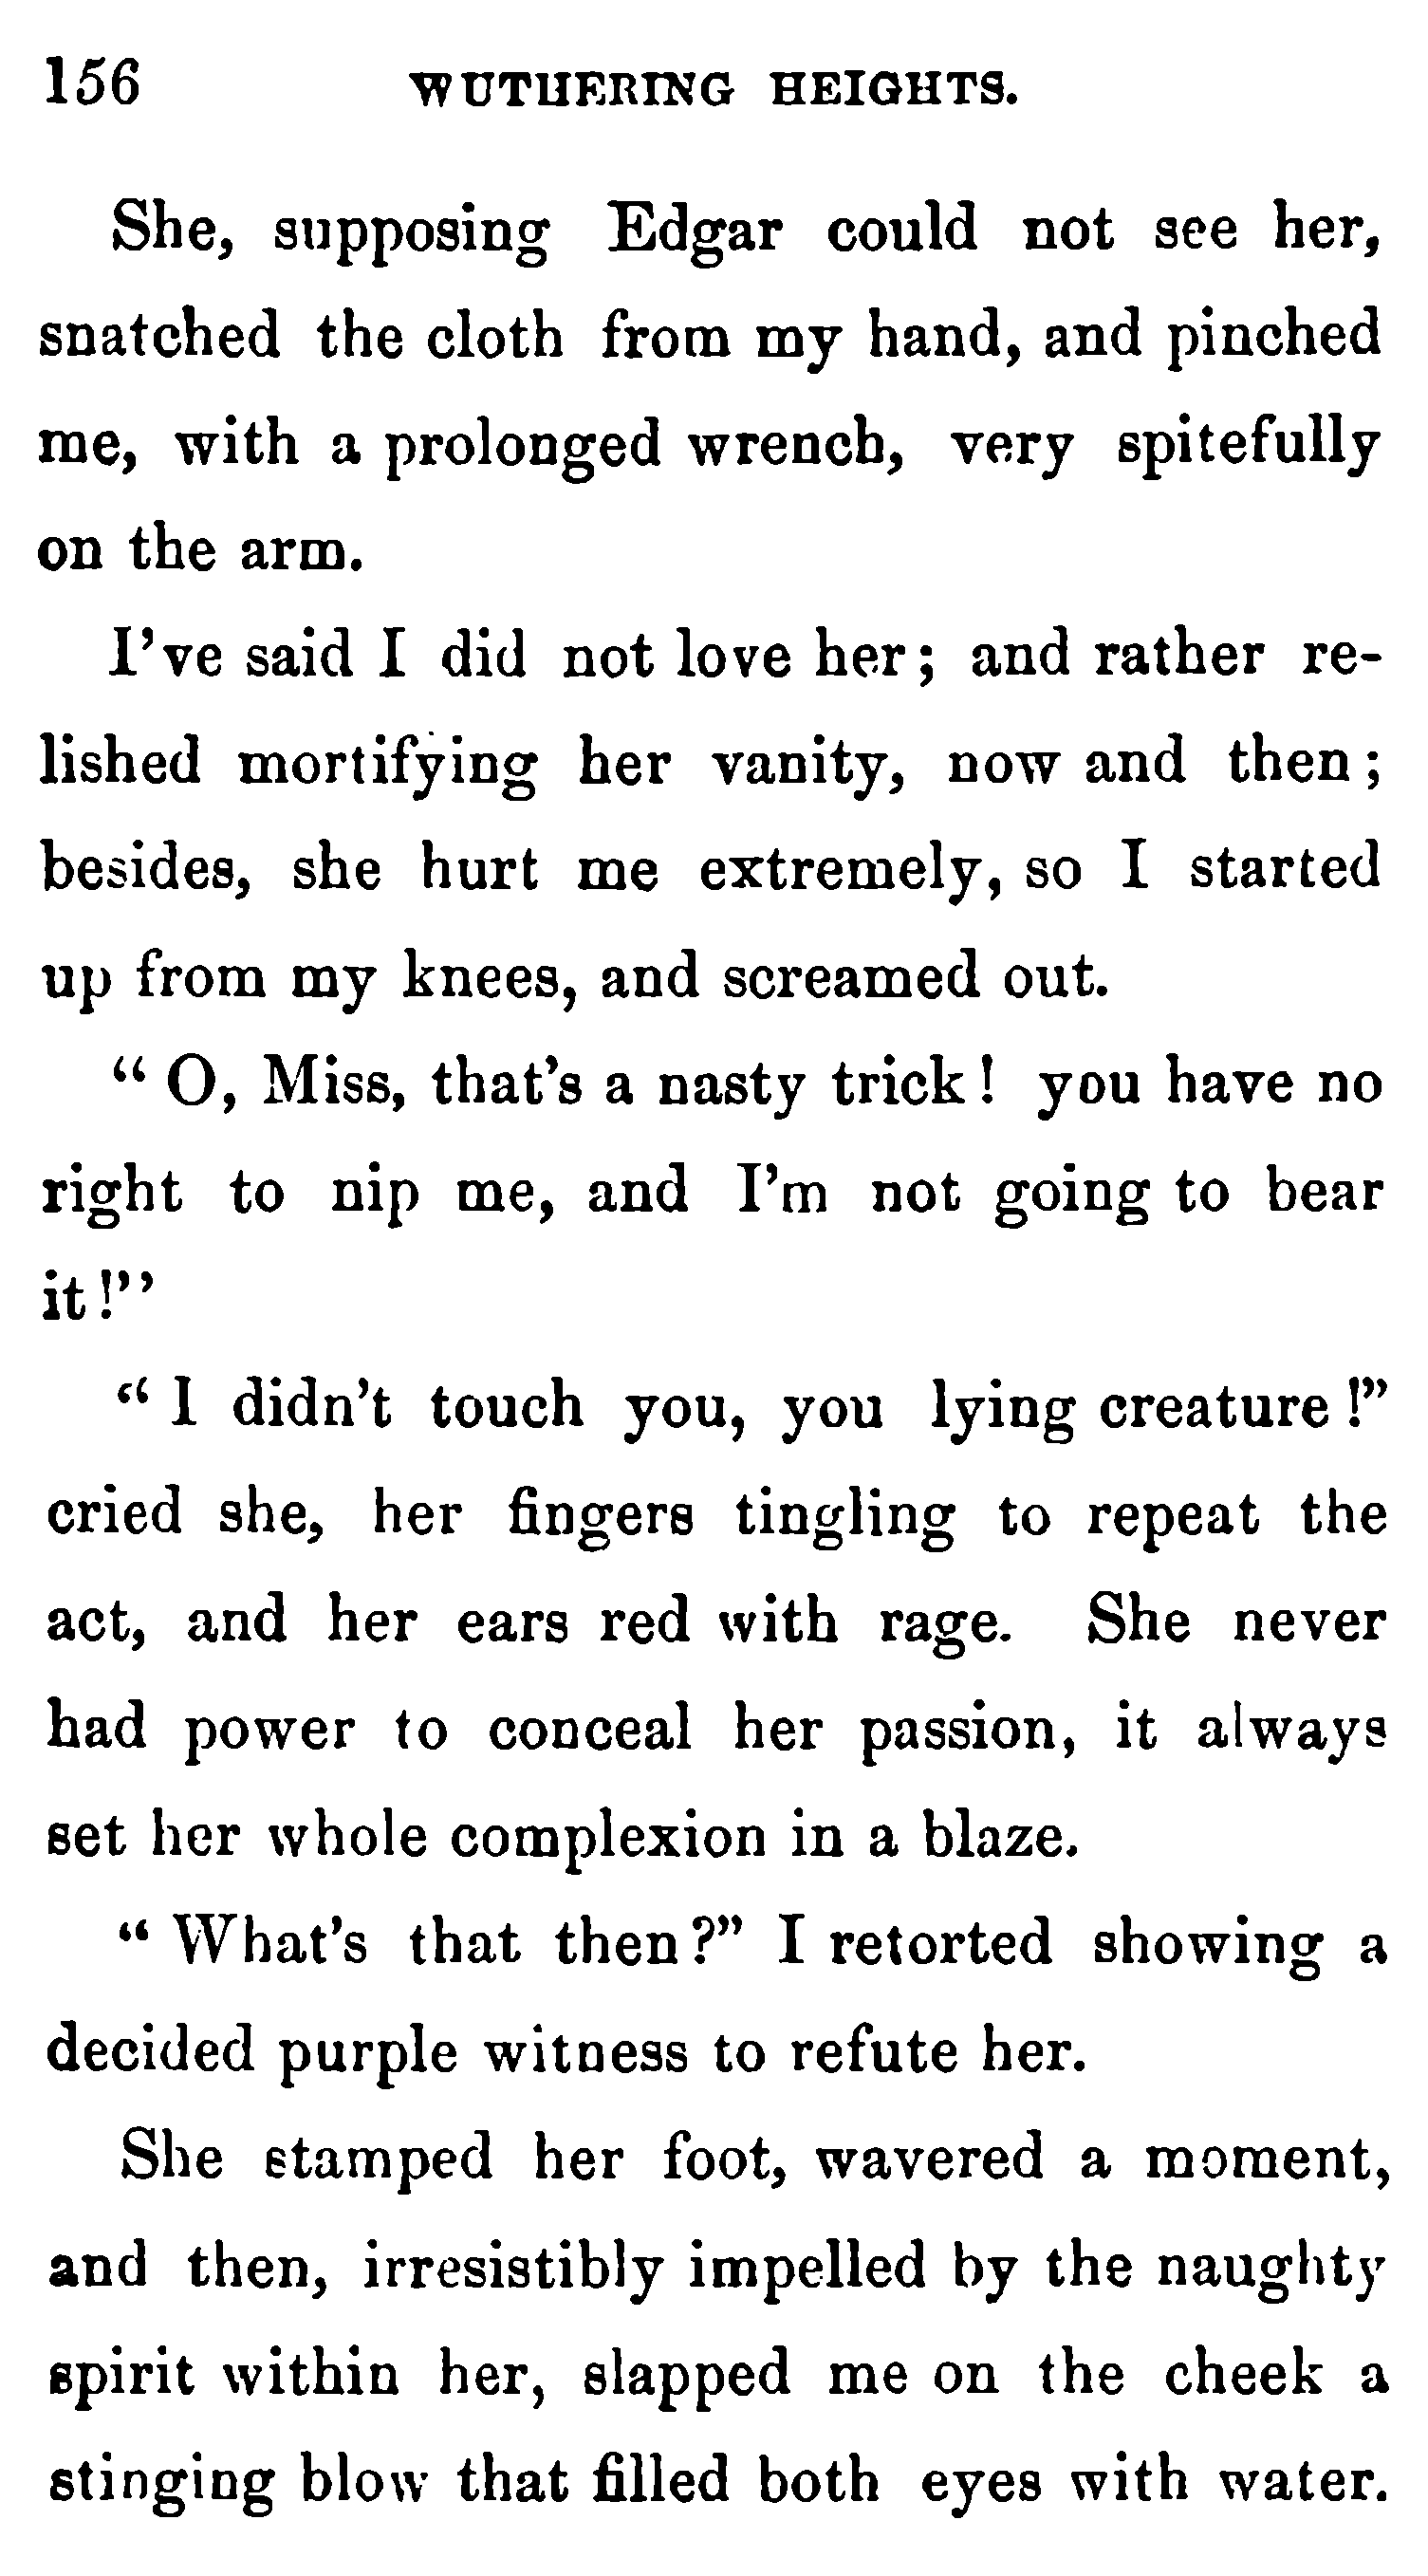 156 WUTHERING HEIGHTS.
She, supposing Edgar could not see her,
snatched the cloth from my hand, and pinched
me, with a prolonged wrench, very spitefully
on the arm.
I've said I did not love her; and rather re-
lished mortifying her vanity, now and then;
besides, she hurt me extremely, so I started
up from my knees, and screamed out.
"O, Miss, that's a nasty trick! you have no
right to nip me, and I'm not going to bear
it!"
"I didn't touch you, you lying creature!"
cried she, her fingers tingling to repeat the
act, and her ears red with rage. She never
had power to conceal her passion, it always
set her whole complexion in a blaze.
"What's that then?" I retorted showing a
decided purple witness to refute her.
She stamped her foot, wavered a moment,
and then, irresistibly impelled by the naughty
spirit within her, slapped me on the cheek a
stinging blow that filled both eyes with water.